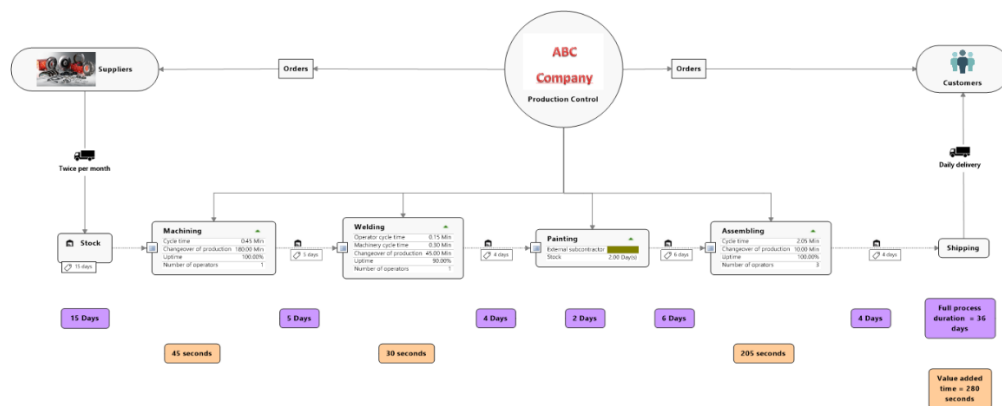 ABC
Company
Production Control
Suppliers
Orders
Orders
Customers
Twice per month
Daily delivery
Stock
15 days
Machining
Cycle time 0.45 Min
Changeover of production 180.00 Min
Uptime 100.00%
Number of operators 1
5 days
Welding
Operator cycle time 0.15 Min
Machinery cycle time 0.30 Min
Changeover of production 45.00 Min
Uptime 90.00%
Number of operators 1
4 days
Painting
External subcontractor
Stock 2.00 Day(s)
6 days
Assembling
Cycle time 2.05 Min
Changeover of production 10.00 Min
Uptime 100.00%
Number of oprators 3
4 days
Shipping
15 Days
5 Days
4 Days
2 Days
6 Days
4 Days
Full process
duration = 36
days
45 seconds
30 seconds
205 seconds
Value added
time = 280
seconds